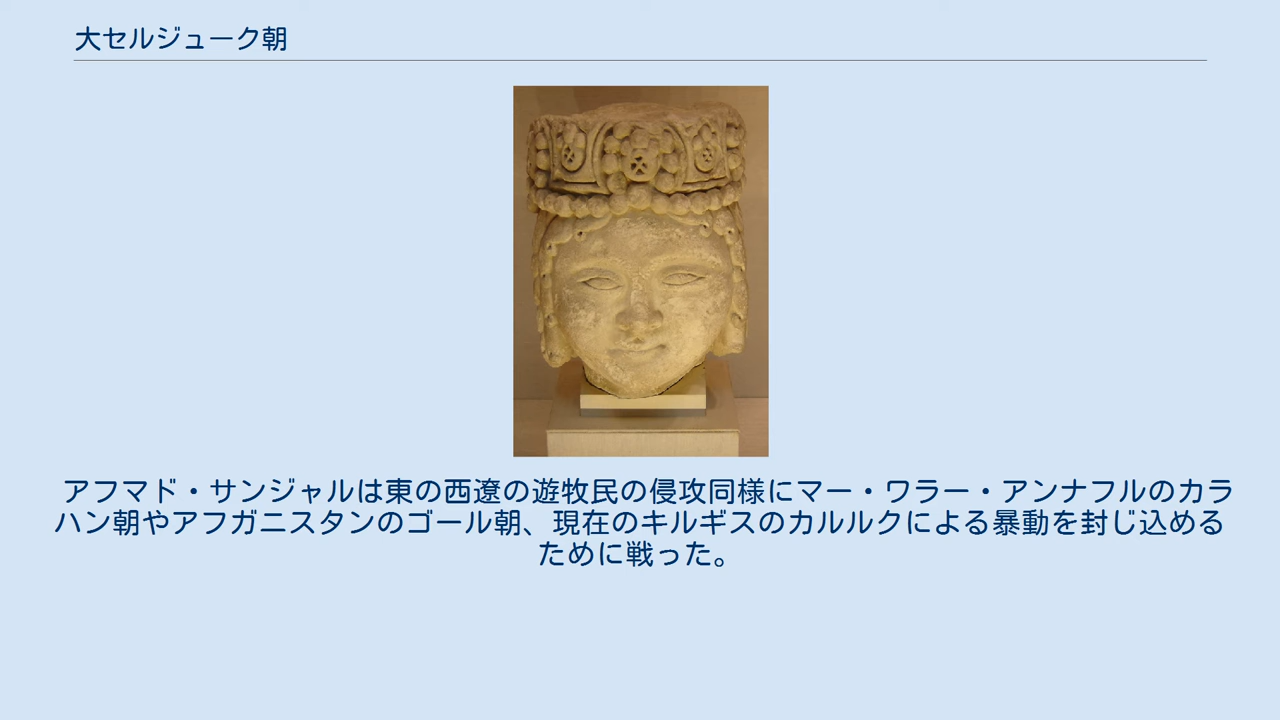 大セルジューク朝
アフマド・サンジャルは東の西遼の遊牧民の侵攻同様にマー・ワラー・アンナフルのカラ
ハン朝やアフガニスタンのゴール朝、現在のキルギスのカルルクによる暴動を封じ込める
ために戦った。